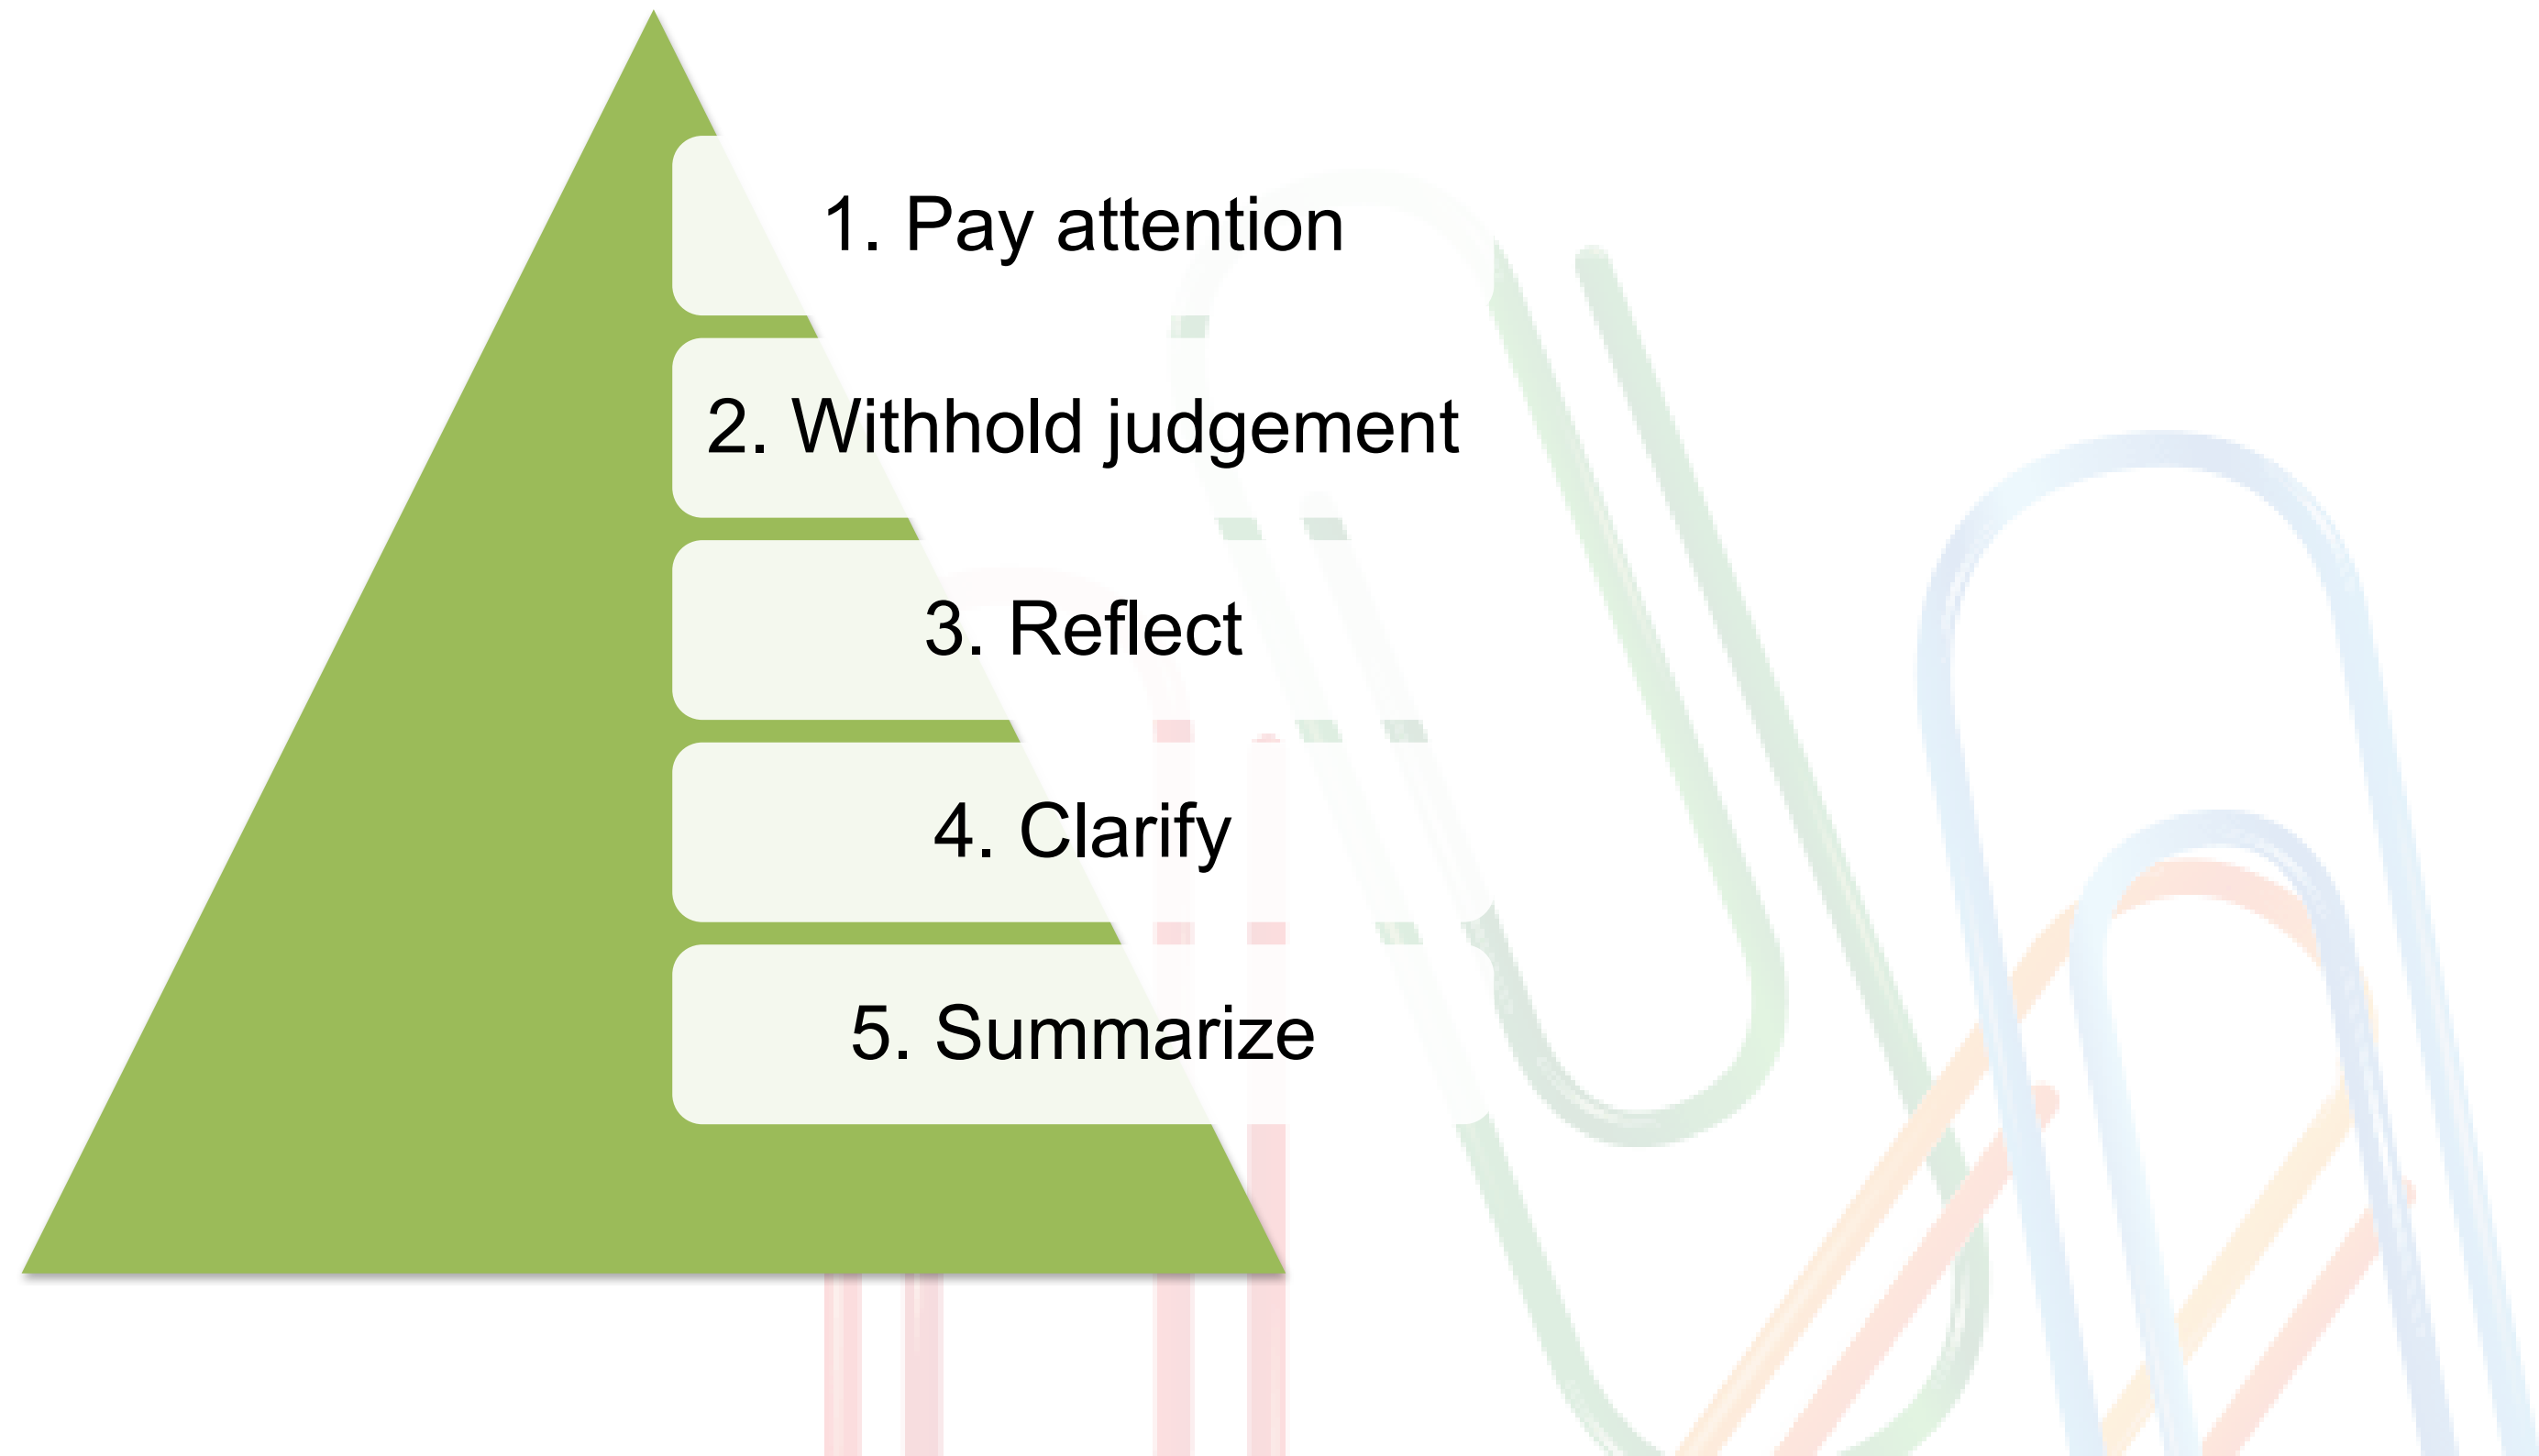 1. Pay attention
2. Withhold judgement
3. Reflect
4. Clarify
5. Summarize